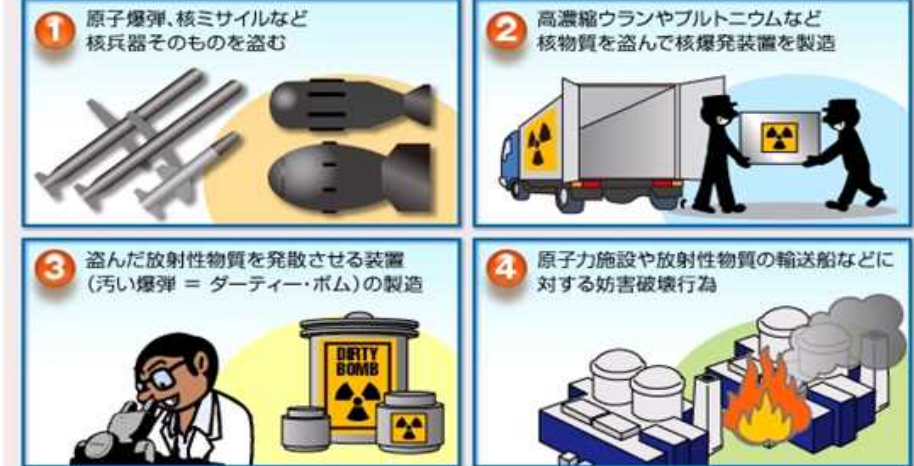 1
原子爆弾、核ミサイルなど
核兵器そのものを盗む
2
高濃縮ウランやプルトニウムなど
核物質を盗んで核爆発装置を製造
3
盗んだ放射性物質を発散させる装置
(汚い爆弾 = ダーティー・ボム)の製造
DIRTY
BOMB
4
原子力施設や放射性物質の輸送船などに
対する妨害破壊行為